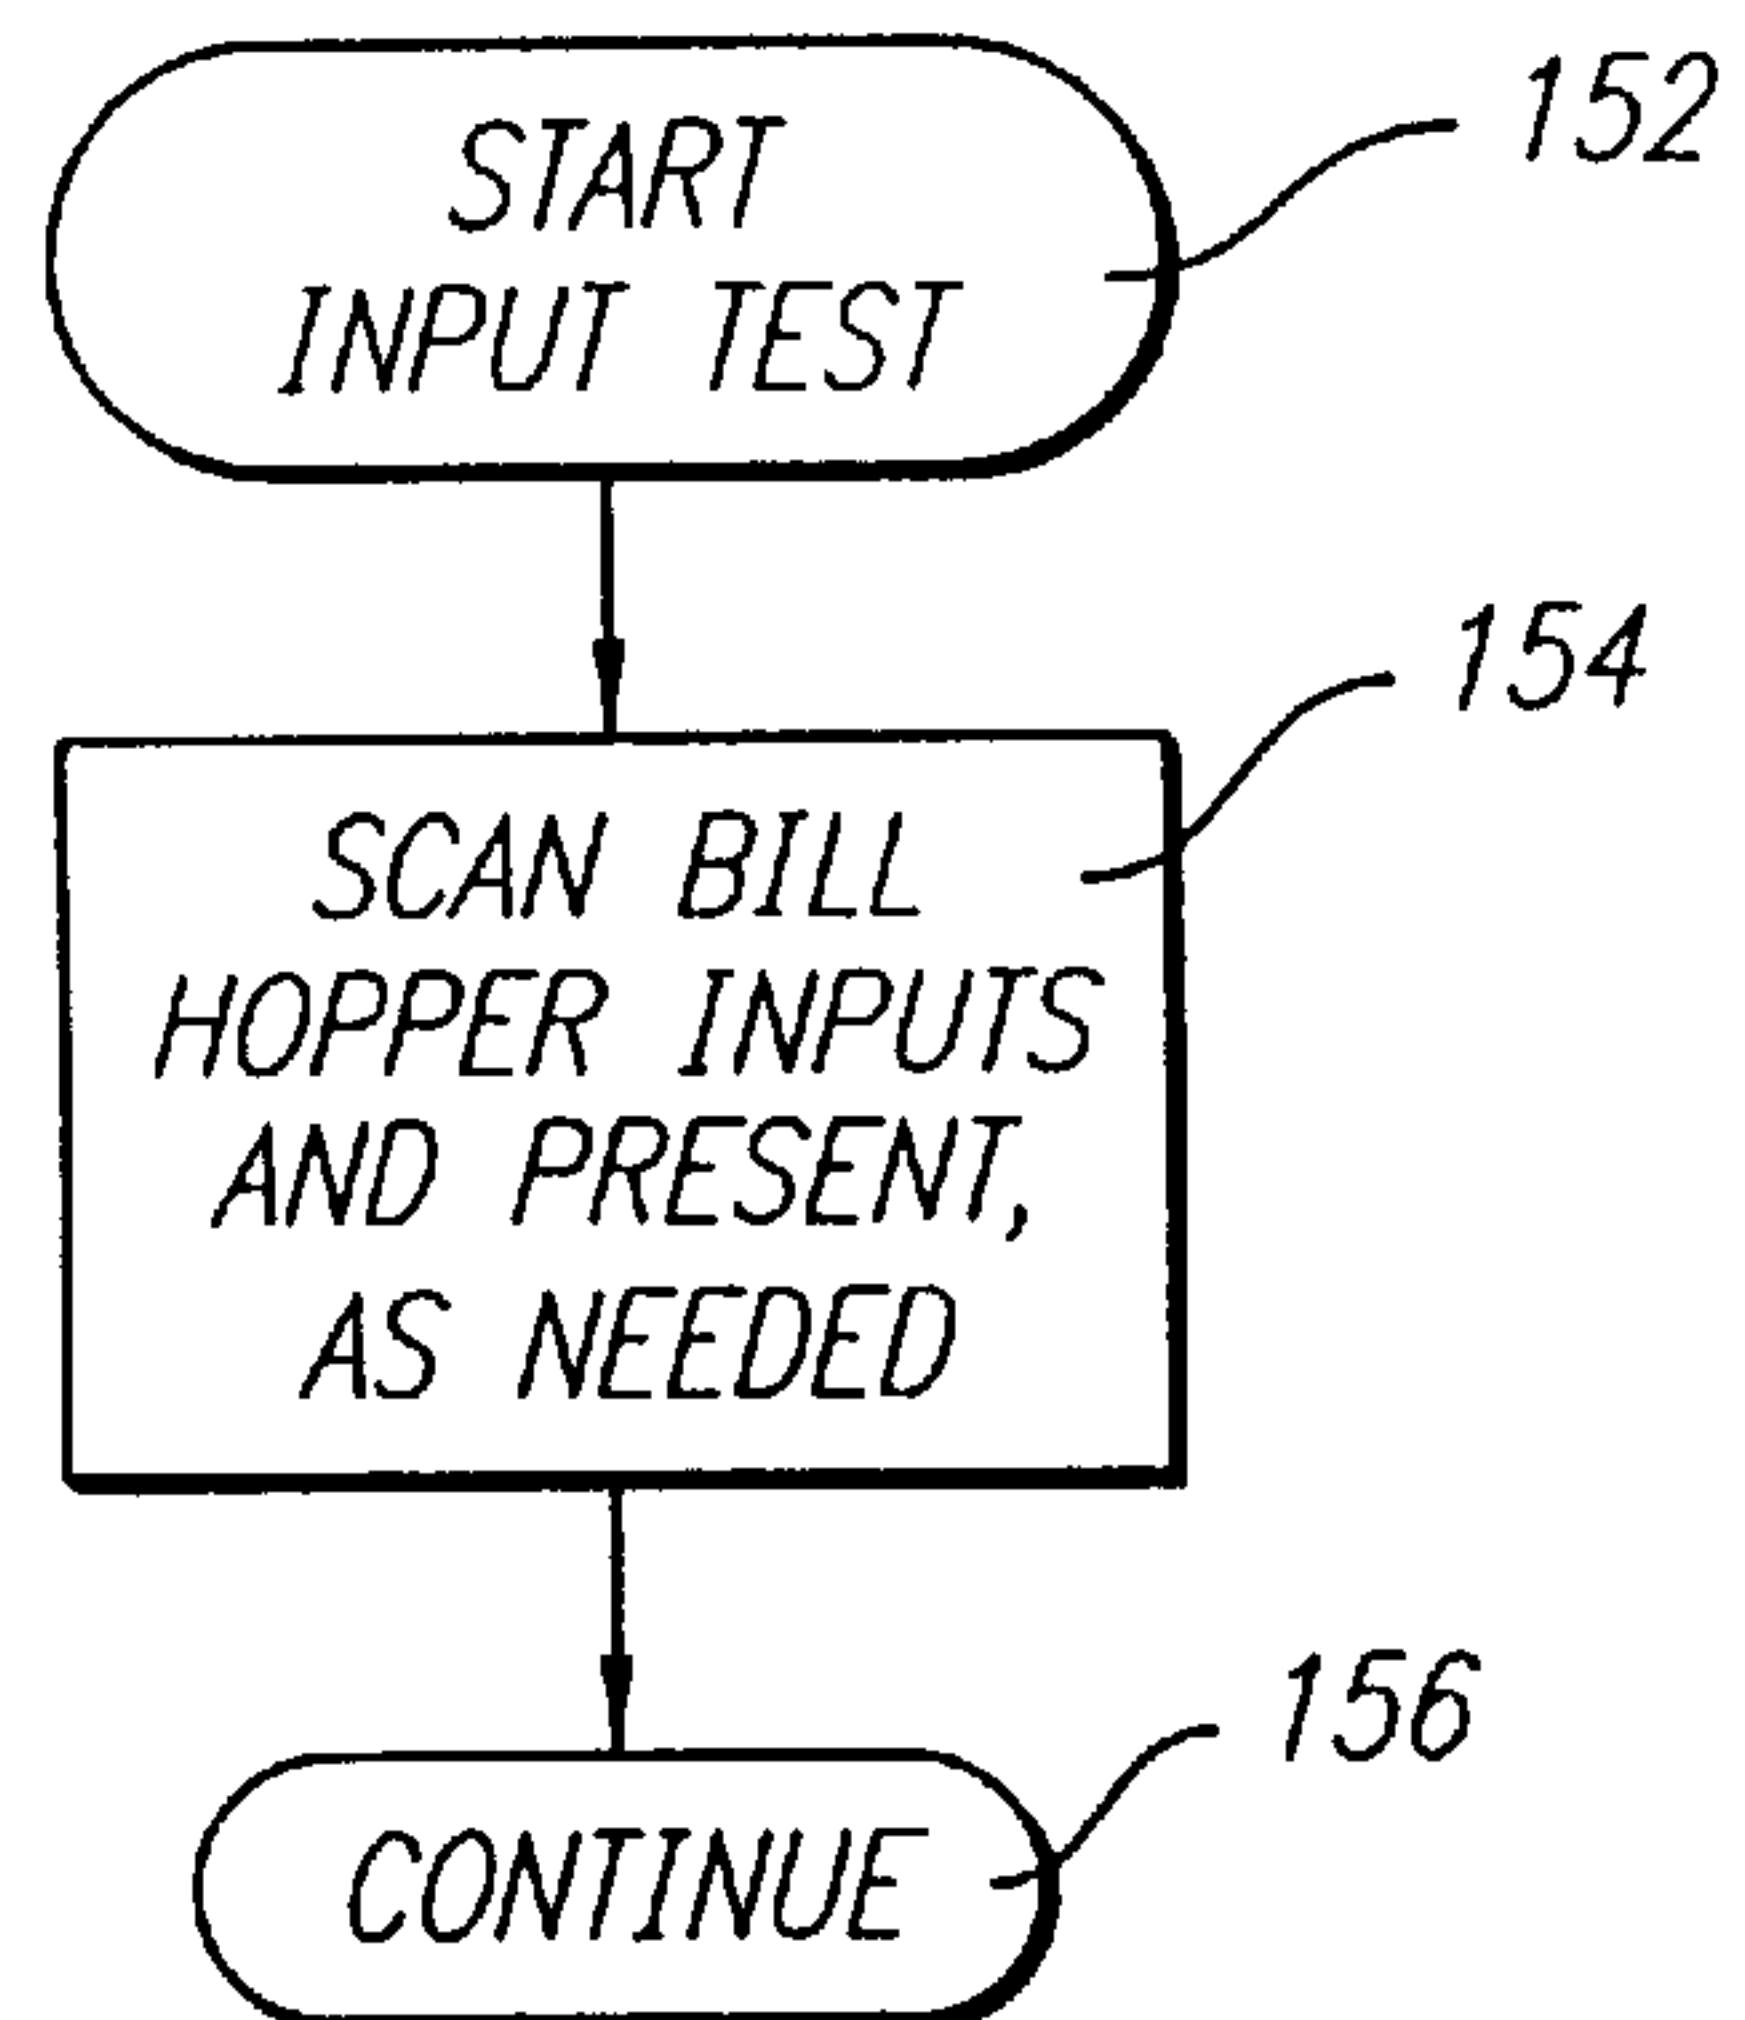 START
INPUT TEST
152
154
SCAN BILL
HOPPER INPUTS
AND PRESENT,
AS NEEDED
156
CONTINUE